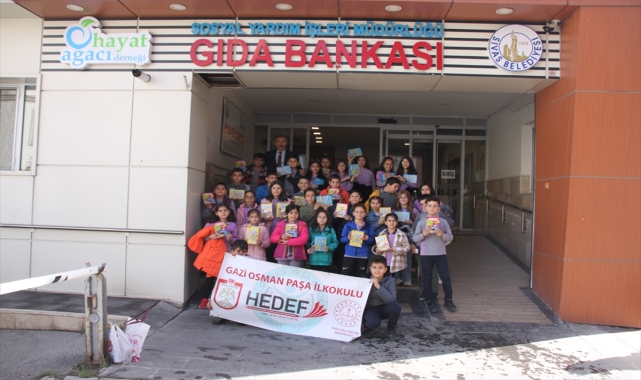 SOSYAL YARDIM İŞLERİ MÜDÜRLÜĞÜ
hayat
ağacı derneği
GIDA BANKASI
SİVAS BELEDİYESİ
GAZİ OSMAN PAŞA İLKOKULU
HEDEF